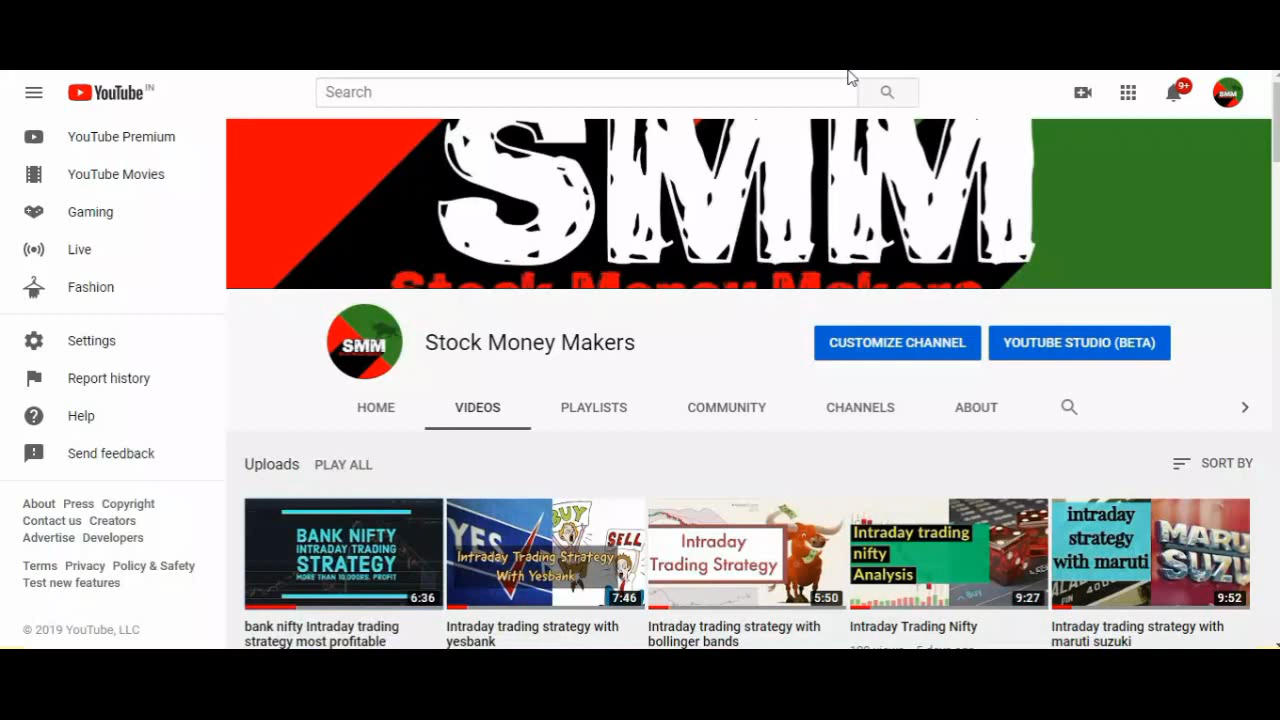 YouTube IN
Search
9+
SMM
YouTube Premium
YouTube Movies
Gaming
Live
Fashion
Settings
Report history
Help
Send feedback
About Press Copyright
Contact us Creators
Advertise Developers
Terms Privacy Policy & Safety
Test new features
© 2019 YouTube, LLC
SMM
Stock Money Makers
SMM
Stock Money Makers
CUSTOMIZE CHANNEL
YOUTUBE STUDIO (BETA)
HOME VIDEOS PLAYLISTS COMMUNITY CHANNELS ABOUT
Uploads PLAY ALL
SORT BY
BANK NIFTY
INTRADAY TRADING
STRATEGY
MORE THAN 10,000RS. PROFIT
6:36
bank nifty Intraday trading
strategy most profitable
YES
BUY
SELL
Intraday Trading Strategy
With Yesbank
7:46
Intraday trading strategy with
yesbank
Intraday
Trading Strategy
5:50
Intraday trading strategy with
bollinger bands
Intraday trading
nifty
Analysis
BUY
9:27
Intraday Trading Nifty
intraday
strategy
with maruti
MARU
SUZU
9:52
Intraday trading strategy with
maruti suzuki